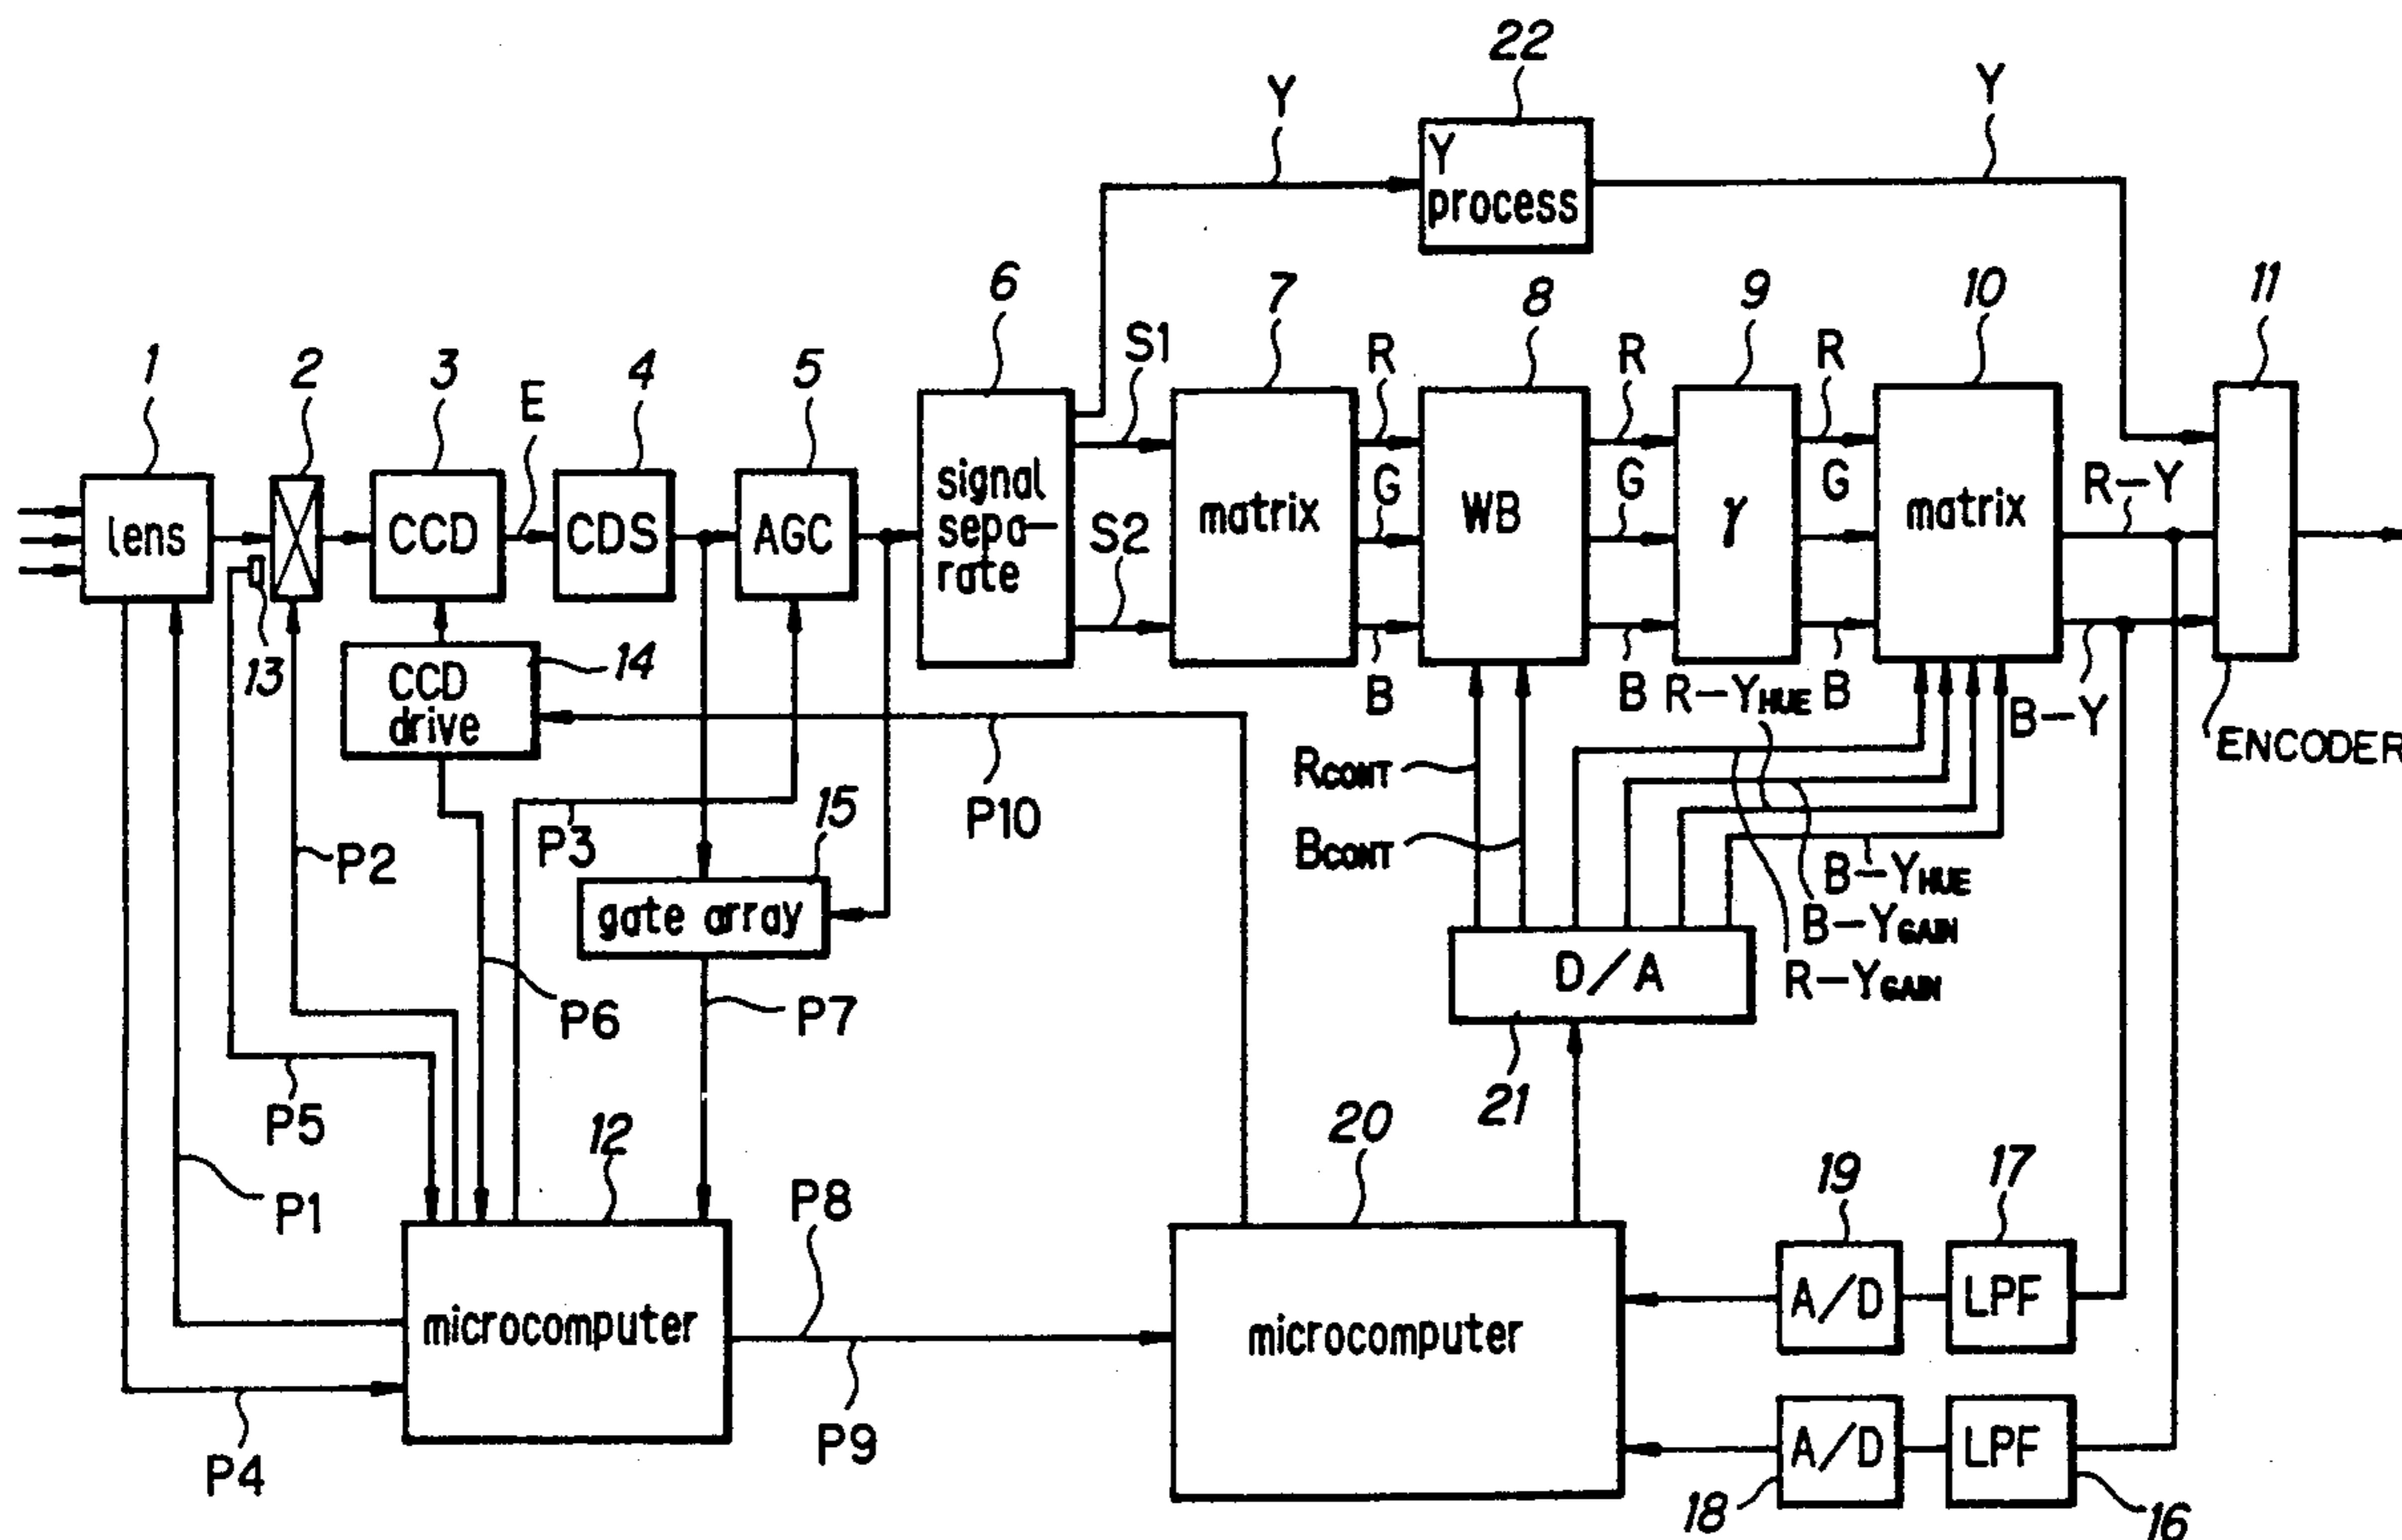 22
Y
Y
Y
process
6
7
8
9
10
11
1
2
3
4
5
E
S1
R
R
R
lens
CCD
CDS
AGC
signal
sepa-
rate
S2
matrix
G
WB
G
γ
G
matrix
R-Y
13
14
CCD
drive
B
B
R-YHUE
B
B-Y
ENCODER
RCONT
BCONT
P10
P3
15
P2
gate array
B-YHUE
B-YGAIN
R-YGAIN
D/A
P6
P7
21
P5
12
20
P1
P8
19
17
microcomputer
microcomputer
A/D
LPF
P9
P4
A/D
LPF
18
16